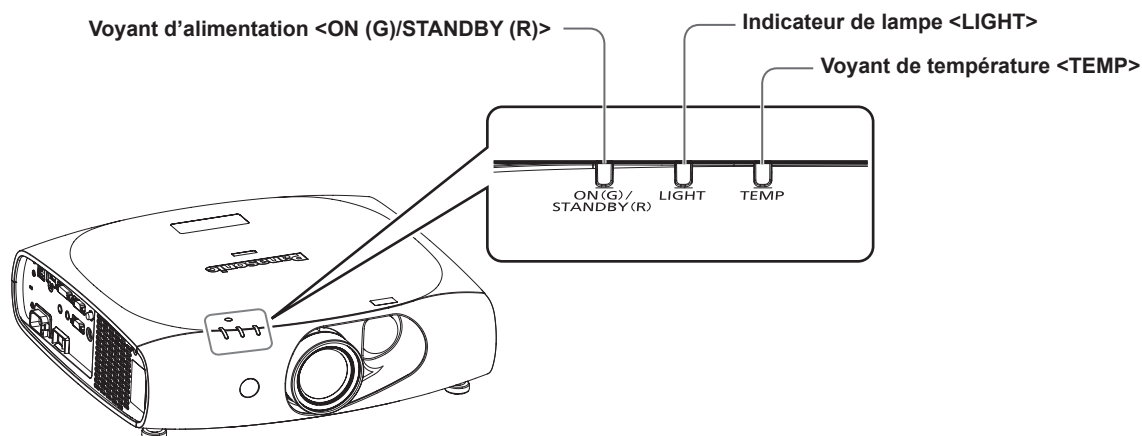 Voyant d’alimentation <ON (G)/STANDBY (R)>
Indicateur de lampe <LIGHT>
Voyant de température <TEMP>
ON(G)/
STANDBY(R)
LIGHT
TEMP
Panasonic